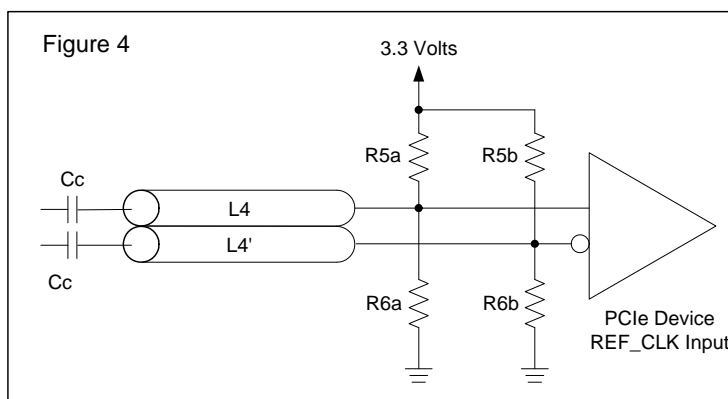 Figure 4
3.3 Volts
R5a
R5b
Cc
L4
L4'
Cc
R6a
R6b
PCIe Device
REF_CLK Input